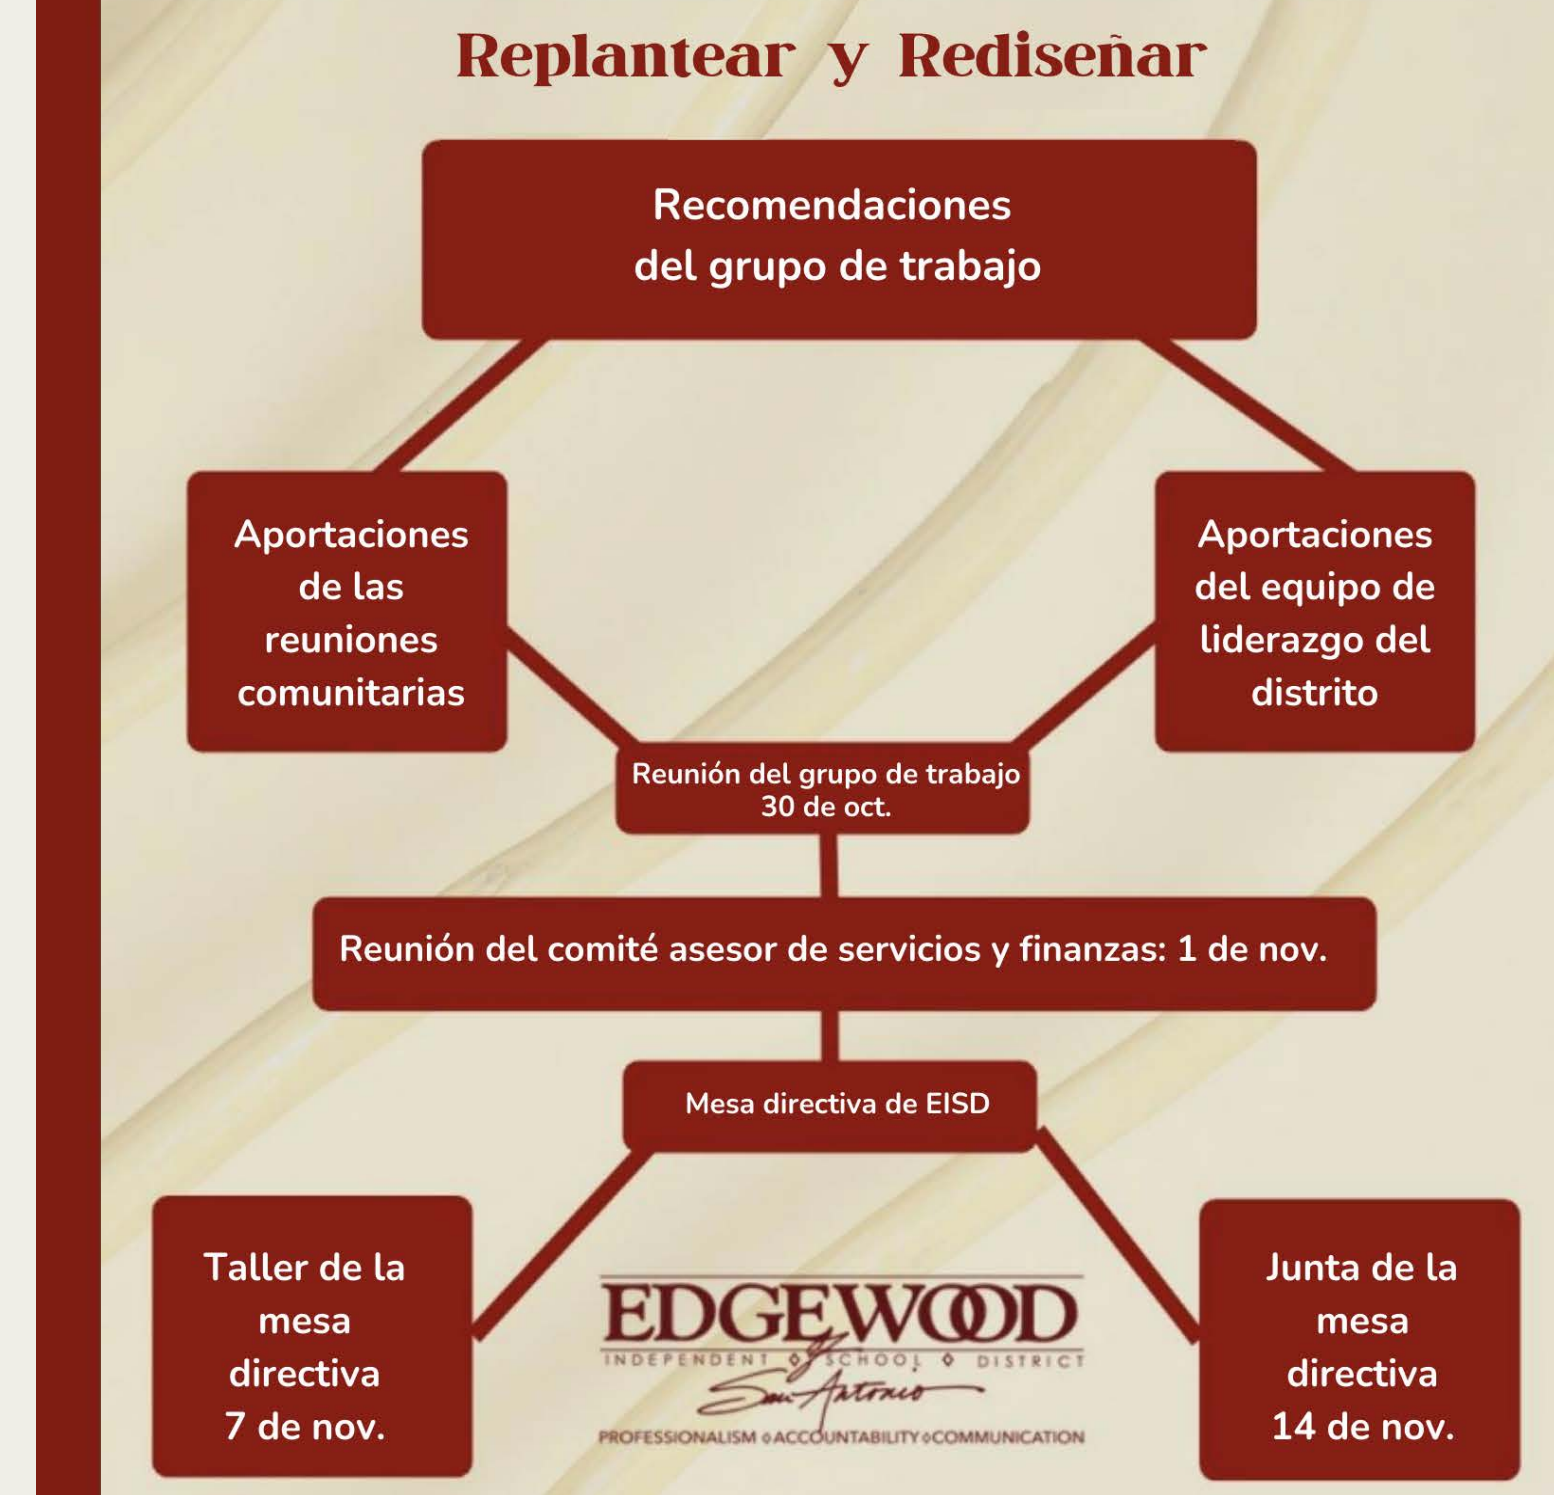 Replantear y Rediseñar
Recomendaciones
del grupo de trabajo
Aportaciones
de las
reuniones
comunitarias
Aportaciones
del equipo de
liderazgo del
distrito
Reunión del grupo de trabajo
30 de oct.
Reunión del comité asesor de servicios y finanzas: 1 de nov.
Mesa directiva de EISD
Taller de la
mesa
directiva
7 de nov.
EDGEWOOD
INDEPENDENT ◊ SCHOOL ◊ DISTRICT
of San Antonio
PROFESSIONALISM ◊ ACCOUNTABILITY ◊ COMMUNICATION
Junta de la
mesa
directiva
14 de nov.